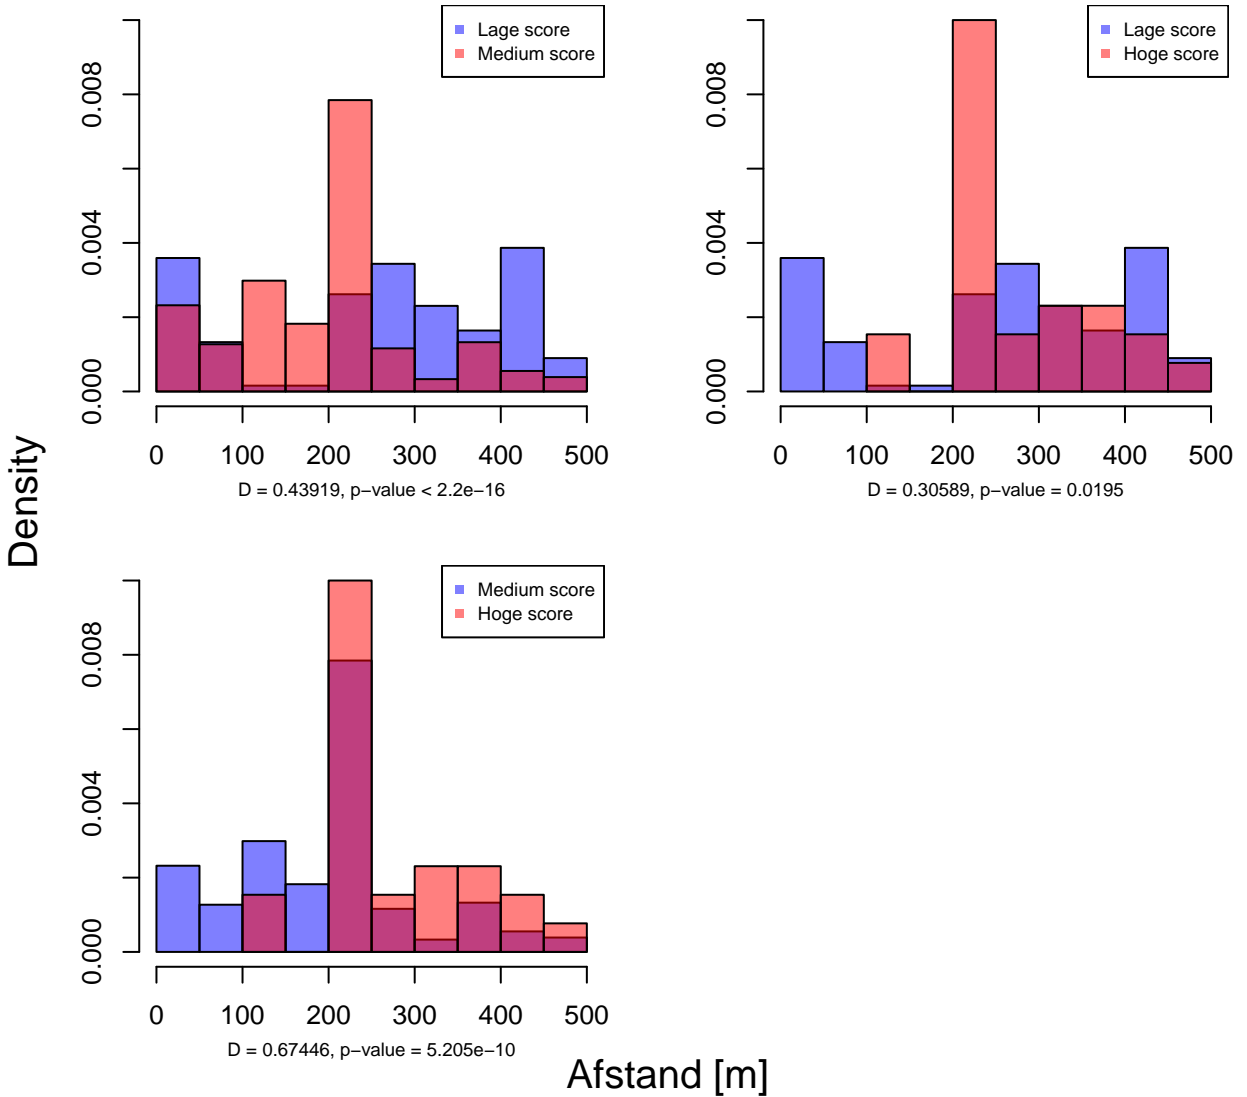 Lage score
Medium score
0.000 0.004 0.008
0 100 200 300 400 500
D = 0.43919, p−value < 2.2e−16
Lage score
Hoge score
0.000 0.004 0.008
0 100 200 300 400 500
D = 0.30589, p−value = 0.0195
Density
Medium score
Hoge score
0.000 0.004 0.008
0 100 200 300 400 500
D = 0.67446, p−value = 5.205e−10
Afstand [m]